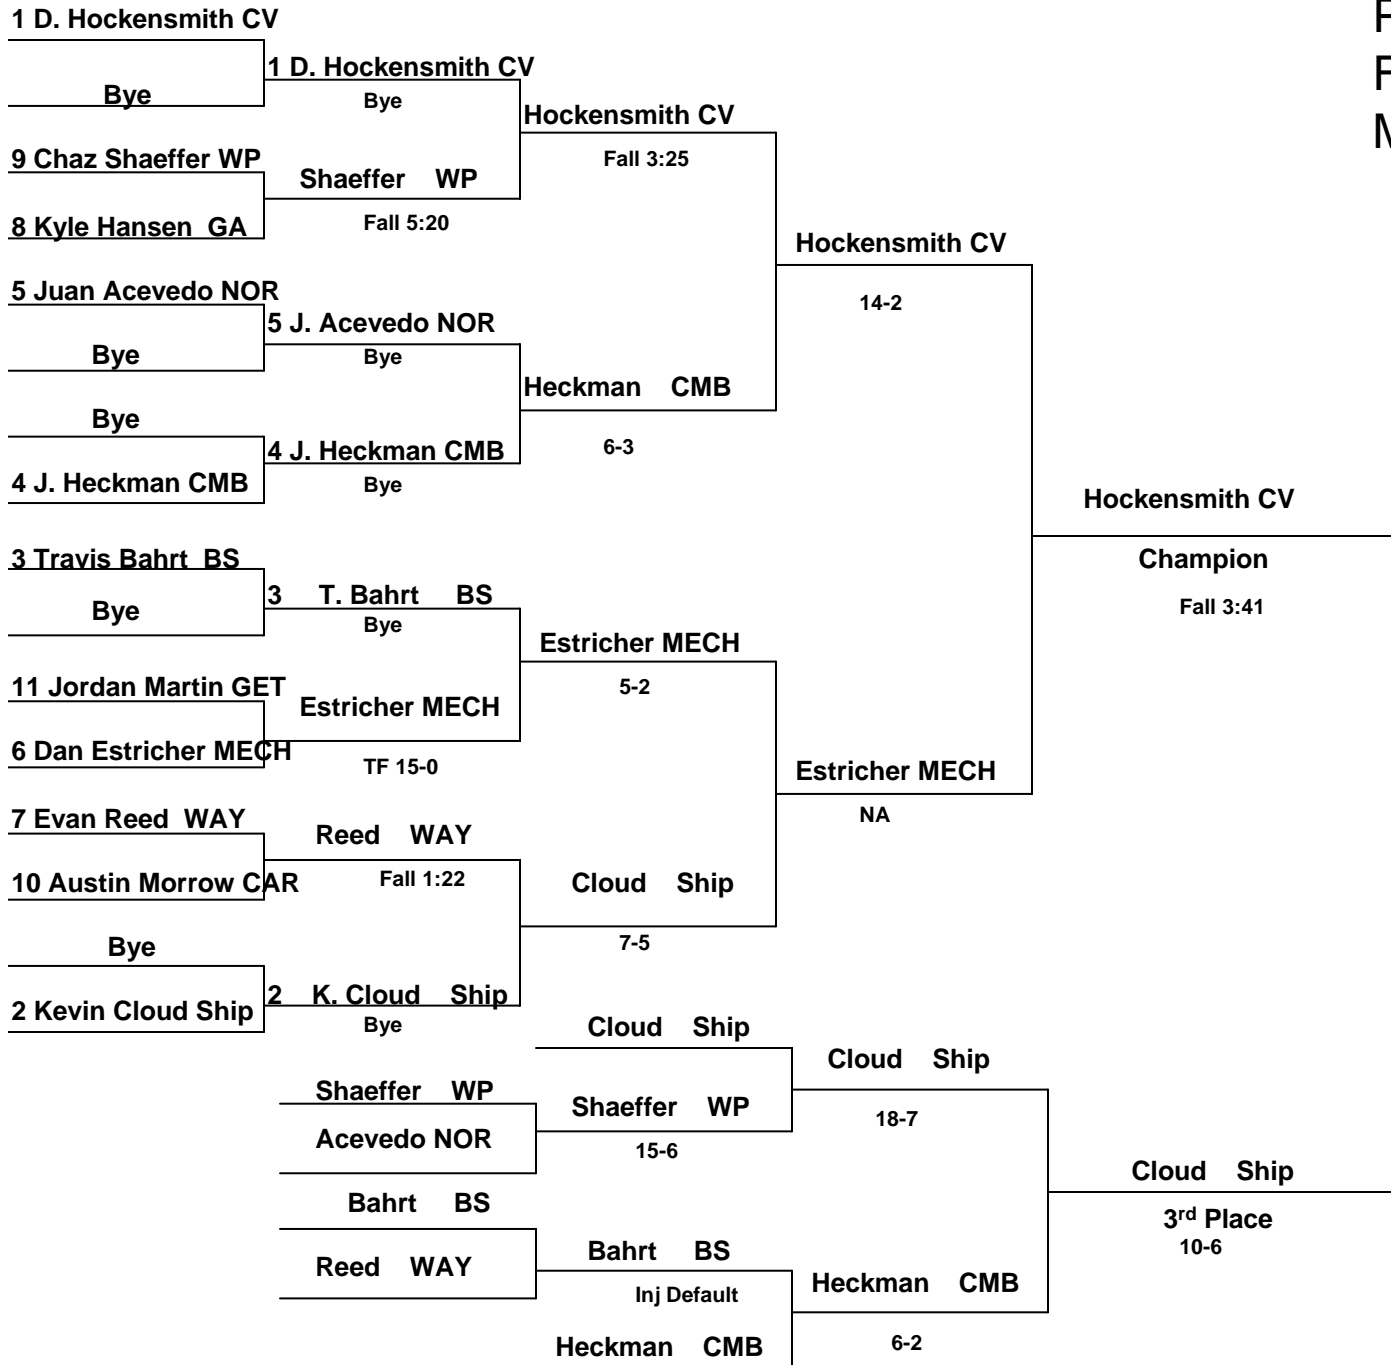 1 D. Hockensmith CV
Bye
9 Chaz Shaeffer WP
8 Kyle Hansen GA
5 Juan Acevedo NOR
Bye
Bye
4 J. Heckman CMB
3 Travis Bahrt BS
Bye
11 Jordan Martin GET
6 Dan Estricher MECH
7 Evan Reed WAY
10 Austin Morrow CAR
Bye
2 Kevin Cloud Ship
1 D. Hockensmith CV
Bye
Shaeffer WP
Fall 5:20
5 J. Acevedo NOR
Bye
4 J. Heckman CMB
Bye
3 T. Bahrt BS
Bye
Estricher MECH
TF 15-0
Reed WAY
Fall 1:22
2 K. Cloud Ship
Bye
Hockensmith CV
Fall 3:25
Heckman CMB
6-3
Estricher MECH
5-2
Cloud Ship
7-5
Hockensmith CV
14-2
Estricher MECH
NA
Hockensmith CV
Champion
Fall 3:41
Shaeffer WP
Acevedo NOR
Bahrt BS
Reed WAY
Cloud Ship
Shaeffer WP
15-6
Bahrt BS
Inj Default
Heckman CMB
Cloud Ship
18-7
Heckman CMB
6-2
Cloud Ship
3rd Place
10-6